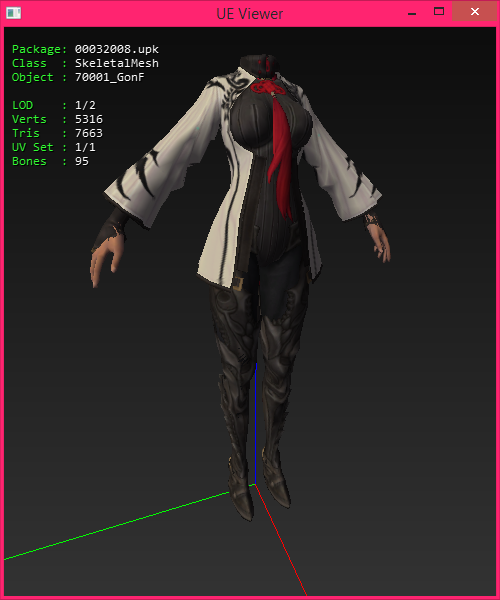 UE Viewer
Package: 00032008.upk
Class : SkeletalMesh
Object : 70001_GonF
LOD : 1/2
Verts : 5316
Tris : 7663
UV Set : 1/1
Bones : 95